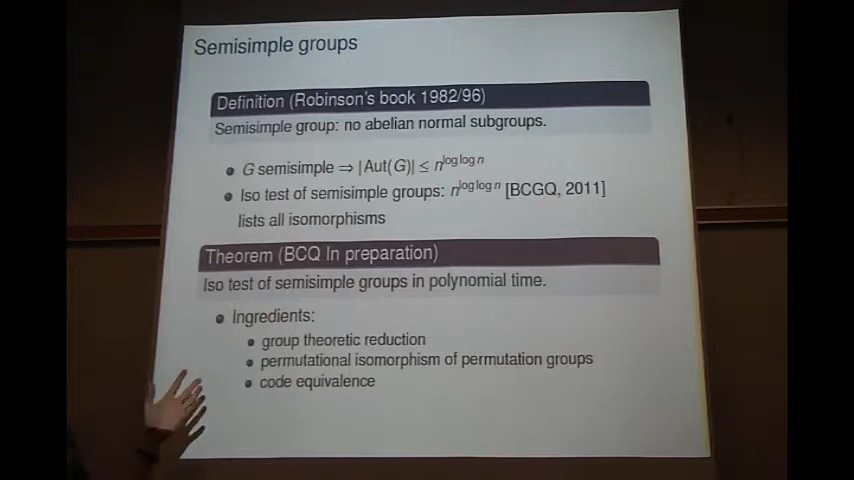 Semisimple groups
Definition (Robinson's book 1982/96)
Semisimple group: no abelian normal subgroups.
• G semisimple ⇒ |Aut(G)| ≤ n^{log log n}
• Iso test of semisimple groups: n^{log log n} [BCGQ, 2011]
lists all isomorphisms
Theorem (BCQ In preparation)
Iso test of semisimple groups in polynomial time.
• Ingredients:
• group theoretic reduction
• permutational isomorphism of permutation groups
• code equivalence